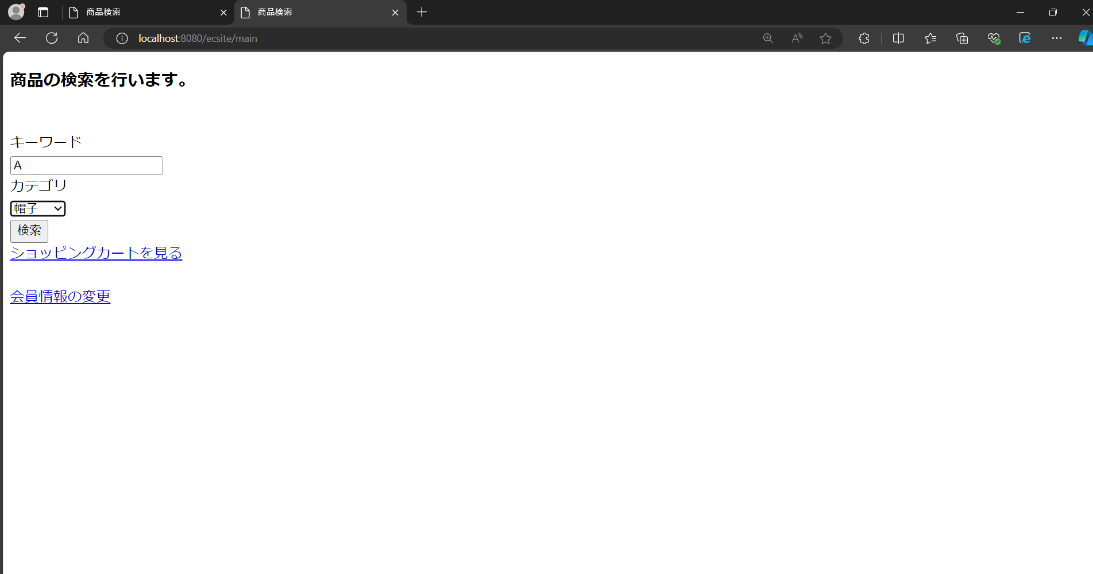 商品検索
商品検索
localhost:8080/ecsite/main
商品の検索を行います。
キーワード
A
カテゴリ
帽子
検索
ショッピングカートを見る
会員情報の変更